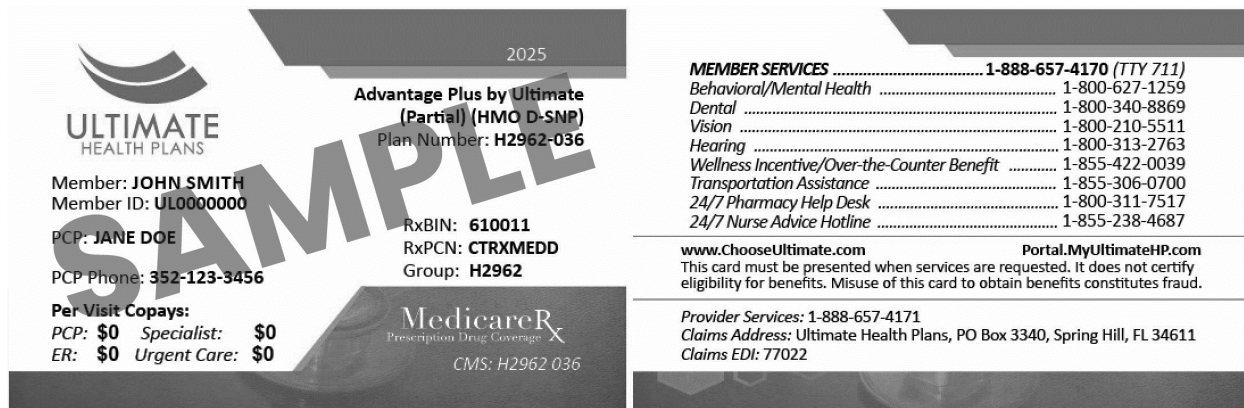 2025
ULTIMATE
HEALTH PLANS
Advantage Plus by Ultimate
(Partial) (HMO D-SNP)
Plan Number: H2962-036
SAMPLE
Member: JOHN SMITH
Member ID: UL0000000
PCP: JANE DOE
PCP Phone: 352-123-3456
RxBIN: 610011
RxPCN: CTRXMEDD
Group: H2962
Per Visit Copays:
PCP: $0 Specialist: $0
ER: $0 Urgent Care: $0
MedicareRx
Prescription Drug Coverage
CMS: H2962 036
MEMBER SERVICES ................................... 1-888-657-4170 (TTY 711)
Behavioral/Mental Health ......................................... 1-800-627-1259
Dental ......................................................................... 1-800-340-8869
Vision ......................................................................... 1-800-210-5511
Hearing ....................................................................... 1-800-313-2763
Wellness Incentive/Over-the-Counter Benefit ........... 1-855-422-0039
Transportation Assistance .......................................... 1-855-306-0700
24/7 Pharmacy Help Desk .......................................... 1-800-311-7517
24/7 Nurse Advice Hotline ......................................... 1-855-238-4687
www.ChooseUltimate.com Portal.MyUltimateHP.com
This card must be presented when services are requested. It does not certify
eligibility for benefits. Misuse of this card to obtain benefits constitutes fraud.
Provider Services: 1-888-657-4171
Claims Address: Ultimate Health Plans, PO Box 3340, Spring Hill, FL 34611
Claims EDI: 77022